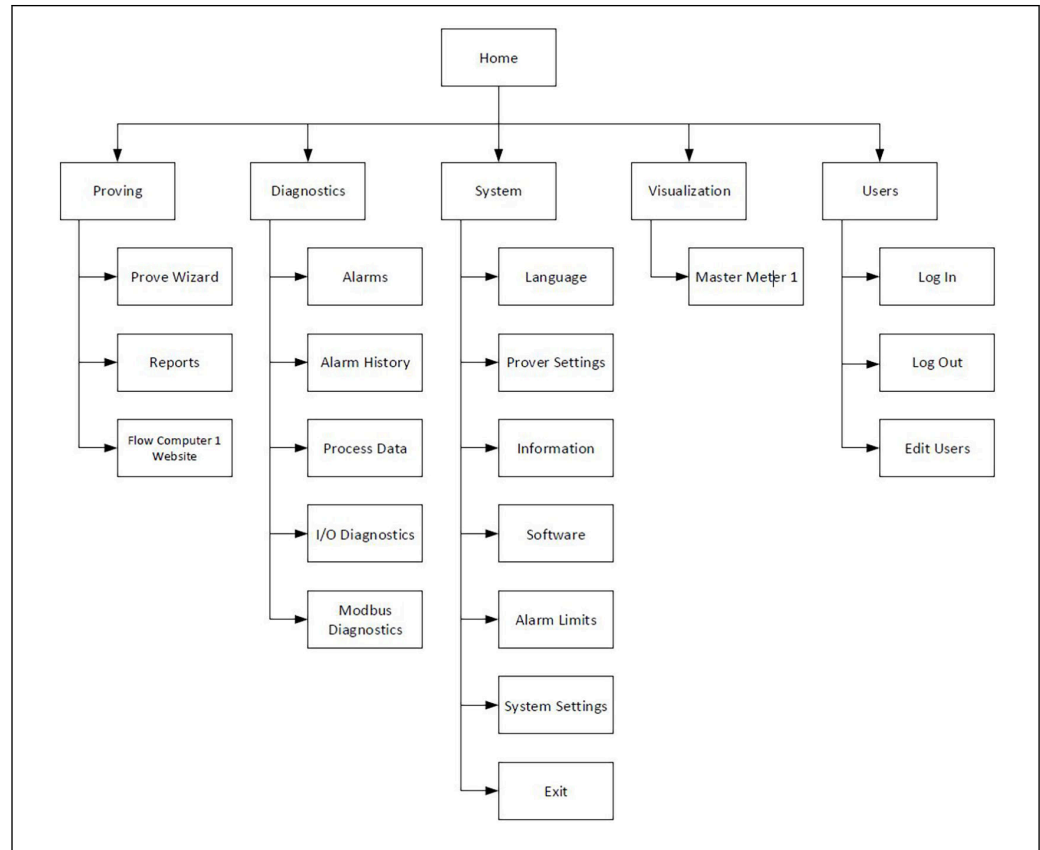 Home
Proving
Diagnostics
System
Visualization
Users
Prove Wizard
Alarms
Language
Master Meter 1
Log In
Reports
Alarm History
Prover Settings
Log Out
Flow Computer 1
Website
Process Data
Information
Edit Users
I/O Diagnostics
Software
Modbus
Diagnostics
Alarm Limits
System Settings
Exit